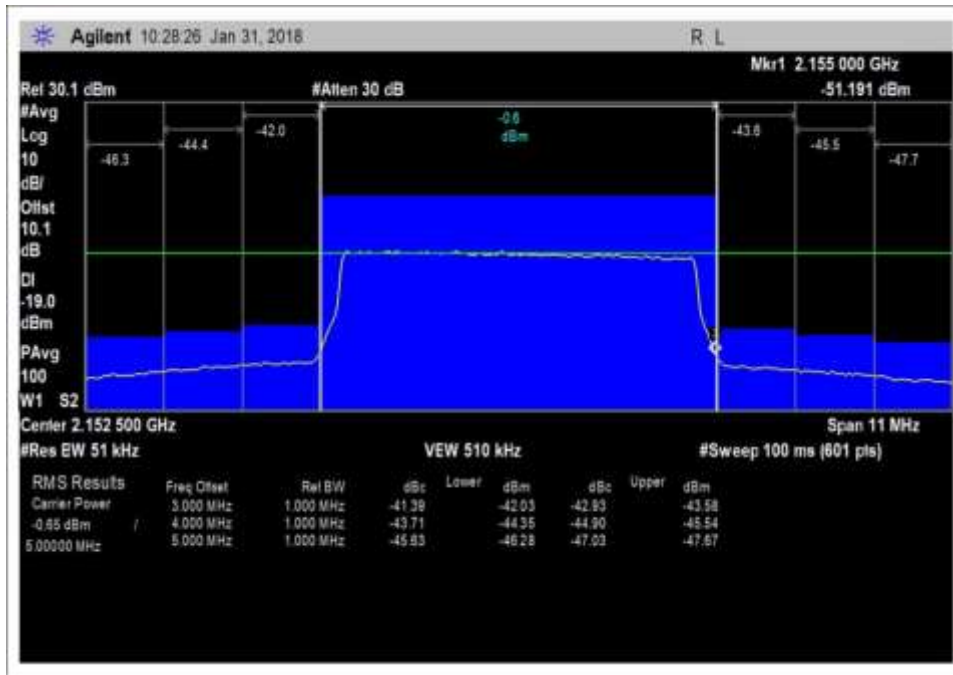 Agilent 10:28:26 Jan 31, 2018 R L
Mkr1 2.155 000 GHz
Ref 30.1 dBm #Atten 30 dB -51.191 dBm
#Avg
Log
10
dB/
Offst
10.1
dB
DI
-19.0
dBm
PAvg
100
W1 S2
-46.3 -44.4 -42.0 -0.6 dBm -43.6 -45.5 -47.7
Center 2.152 500 GHz Span 11 MHz
#Res BW 51 kHz VBW 510 kHz #Sweep 100 ms (601 pts)
RMS Results Freq Offset Ref BW dBc Lower dBm dBc Upper dBm
Carrier Power 3.000 MHz 1.000 MHz -41.39 -42.03 -42.93 -43.58
-0.65 dBm / 4.000 MHz 1.000 MHz -43.71 -44.35 -44.90 -45.54
5.00000 MHz 5.000 MHz 1.000 MHz -45.63 -46.28 -47.03 -47.67